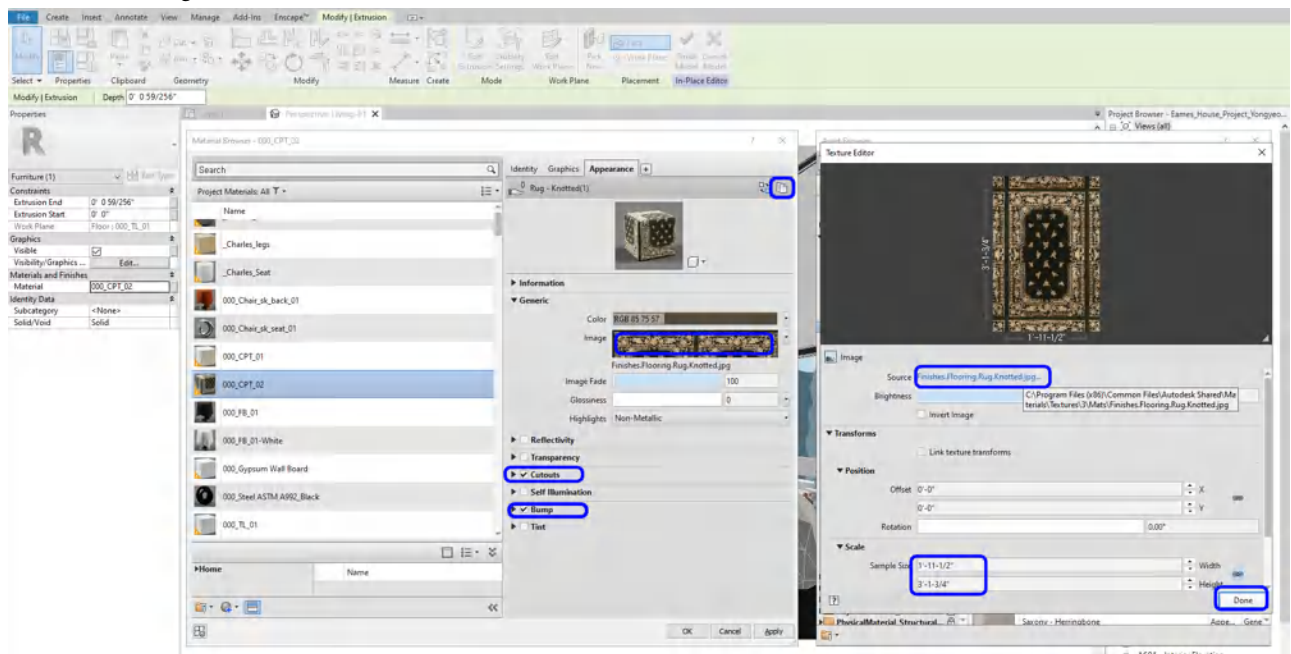 File Create Insert Annotate View Manage Add-Ins Enscape™ Modify | Extrusion
Select Properties Clipboard Geometry Modify Measure Create Mode Work Plane Placement In-Place Editor
Modify | Extrusion Depth 0' 0 59/256"
Properties
Project Browser - Eames_House_Project_Yongyeo...
Views (all)
Furniture (1)
Constraints
Extrusion End 0' 0 59/256"
Extrusion Start 0' 0"
Work Plane Floor : 000_TL_01
Graphics
Visible
Visibility/Graphics ... Edit...
Materials and Finishes
Material 000_CPT_02
Identity Data
Subcategory <None>
Solid/Void Solid
Material Browser - 000_CPT_02
Search
Project Materials: All
Name
_Charles_legs
_Charles_Seat
000_Chair_sk_back_01
000_Chair_sk_seat_01
000_CPT_01
000_CPT_02
000_FB_01
000_FB_01-White
000_Gypsum Wall Board
000_Steel ASTM A992_Black
000_TL_01
Home
Name
Identity Graphics Appearance
Rug - Knotted(1)
Information
Generic
Color RGB 85 75 57
Image
Finishes.Flooring.Rug.Knotted.jpg
Image Fade 100
Glossiness 0
Highlights Non-Metallic
Reflectivity
Transparency
Cutouts
Self Illumination
Bump
Tint
OK Cancel Apply
Texture Editor
3'-1-3/4"
1'-11-1/2"
Image
Source Finishes.Flooring.Rug.Knotted.jpg...
Brightness
C:\Program Files (x86)\Common Files\Autodesk Shared\Ma
terials\Textures\3\Mats\Finishes.Flooring.Rug.Knotted.jpg
Invert Image
Transforms
Link texture transforms
Position
Offset 0'-0" X
0'-0" Y
Rotation 0.00°
Scale
Sample Size 1'-11-1/2" Width
3'-1-3/4" Height
Done
PhysicalMaterial_Structural... Saxony - Herringbone Appe... Gene